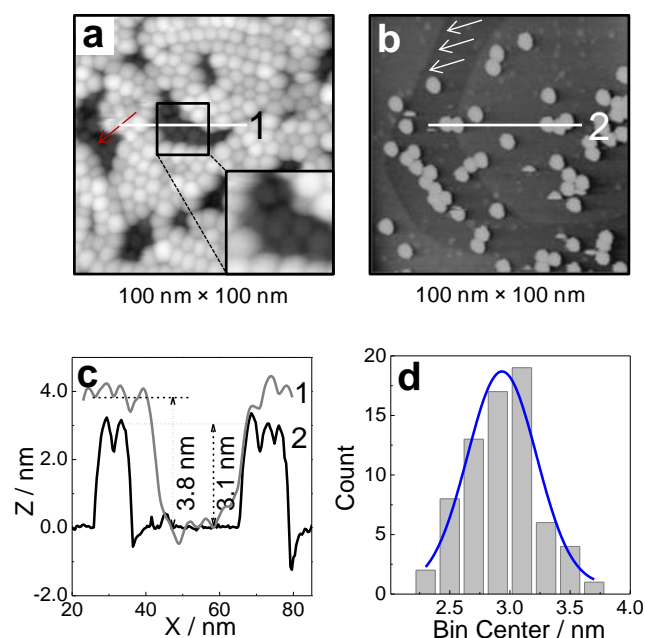 a
1
100 nm × 100 nm
b
2
100 nm × 100 nm
c
4.0
2.0
0.0
-2.0
Z / nm
20
40
60
80
X / nm
3.8 nm
3.1 nm
1
2
d
20
15
10
5
0
Count
2.5
3.0
3.5
4.0
Bin Center / nm